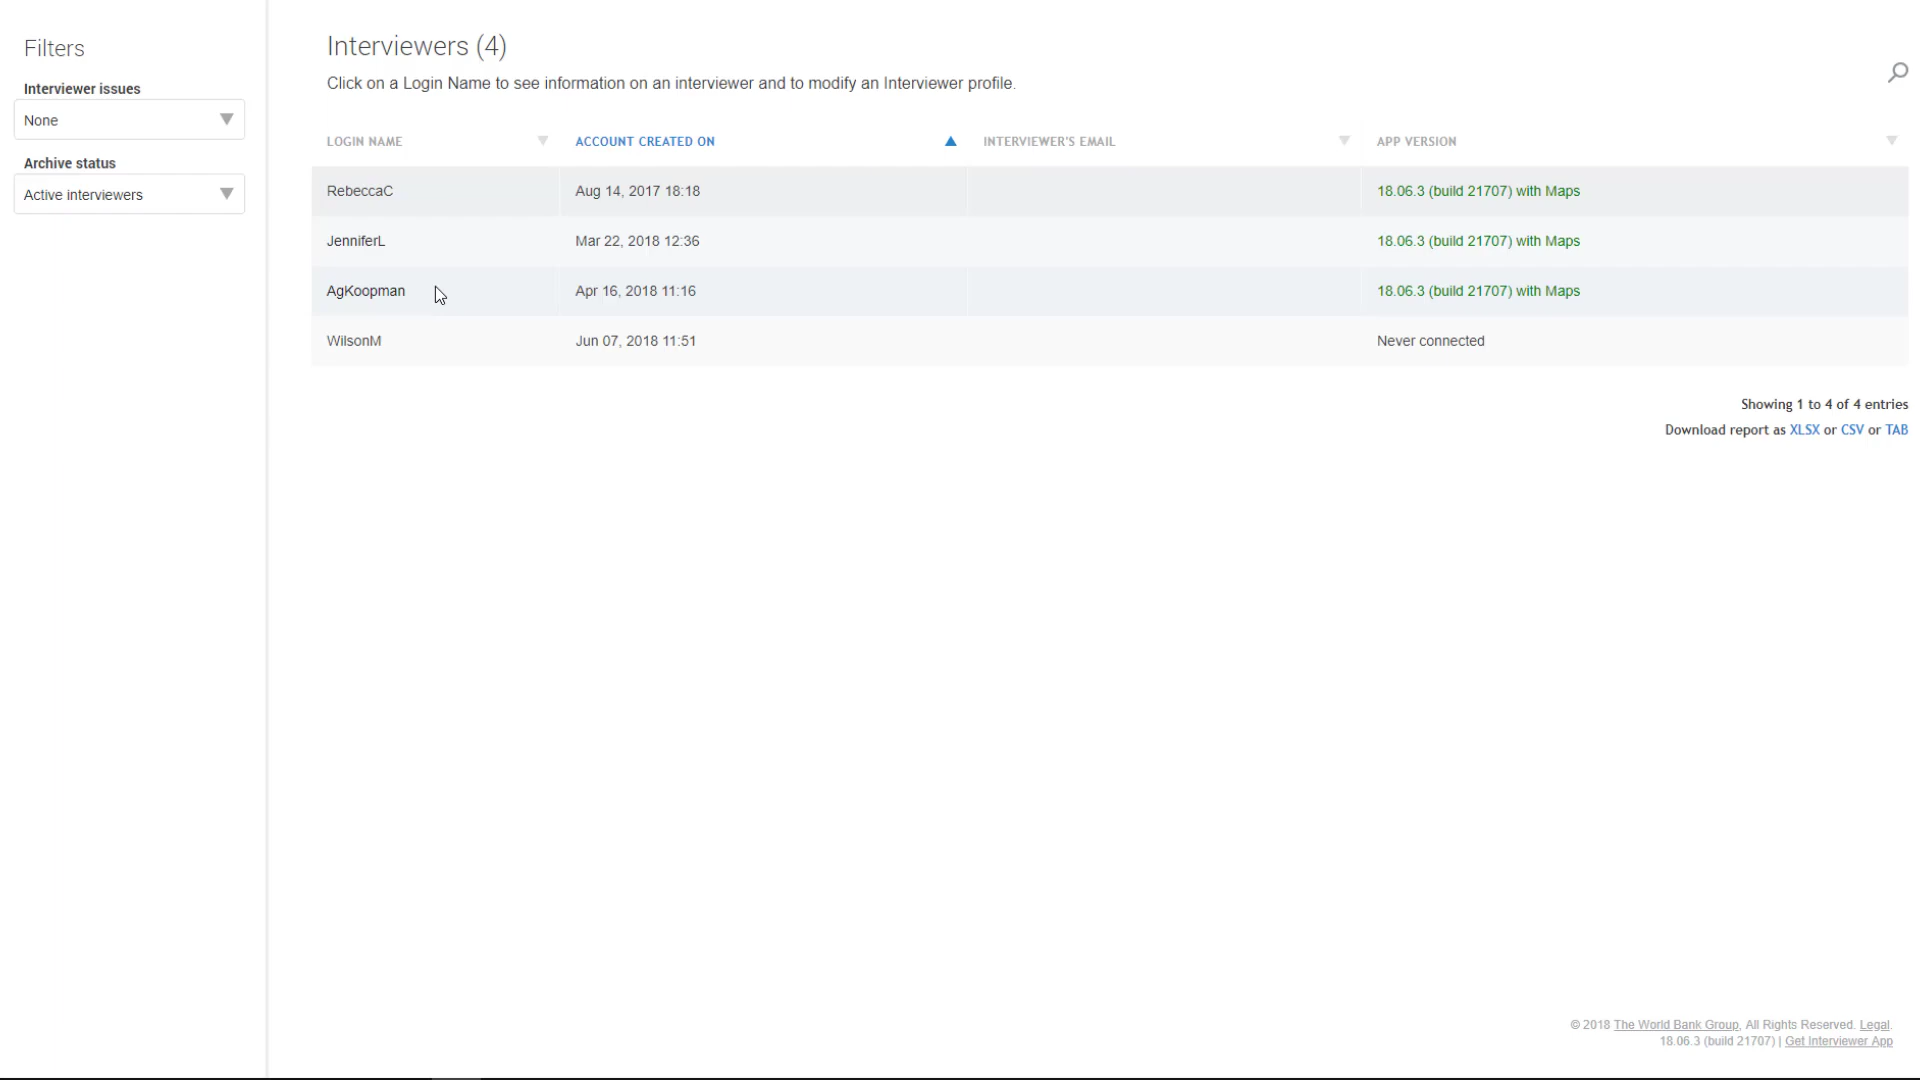 Filters
Interviewer issues
None
Archive status
Active interviewers
Interviewers (4)
Click on a Login Name to see information on an interviewer and to modify an Interviewer profile.
LOGIN NAME ACCOUNT CREATED ON INTERVIEWER'S EMAIL APP VERSION
RebeccaC Aug 14, 2017 18:18 18.06.3 (build 21707) with Maps
JenniferL Mar 22, 2018 12:36 18.06.3 (build 21707) with Maps
AgKoopman Apr 16, 2018 11:16 18.06.3 (build 21707) with Maps
WilsonM Jun 07, 2018 11:51 Never connected
Showing 1 to 4 of 4 entries
Download report as XLSX or CSV or TAB
© 2018 The World Bank Group, All Rights Reserved. Legal.
18.06.3 (build 21707) | Get Interviewer App